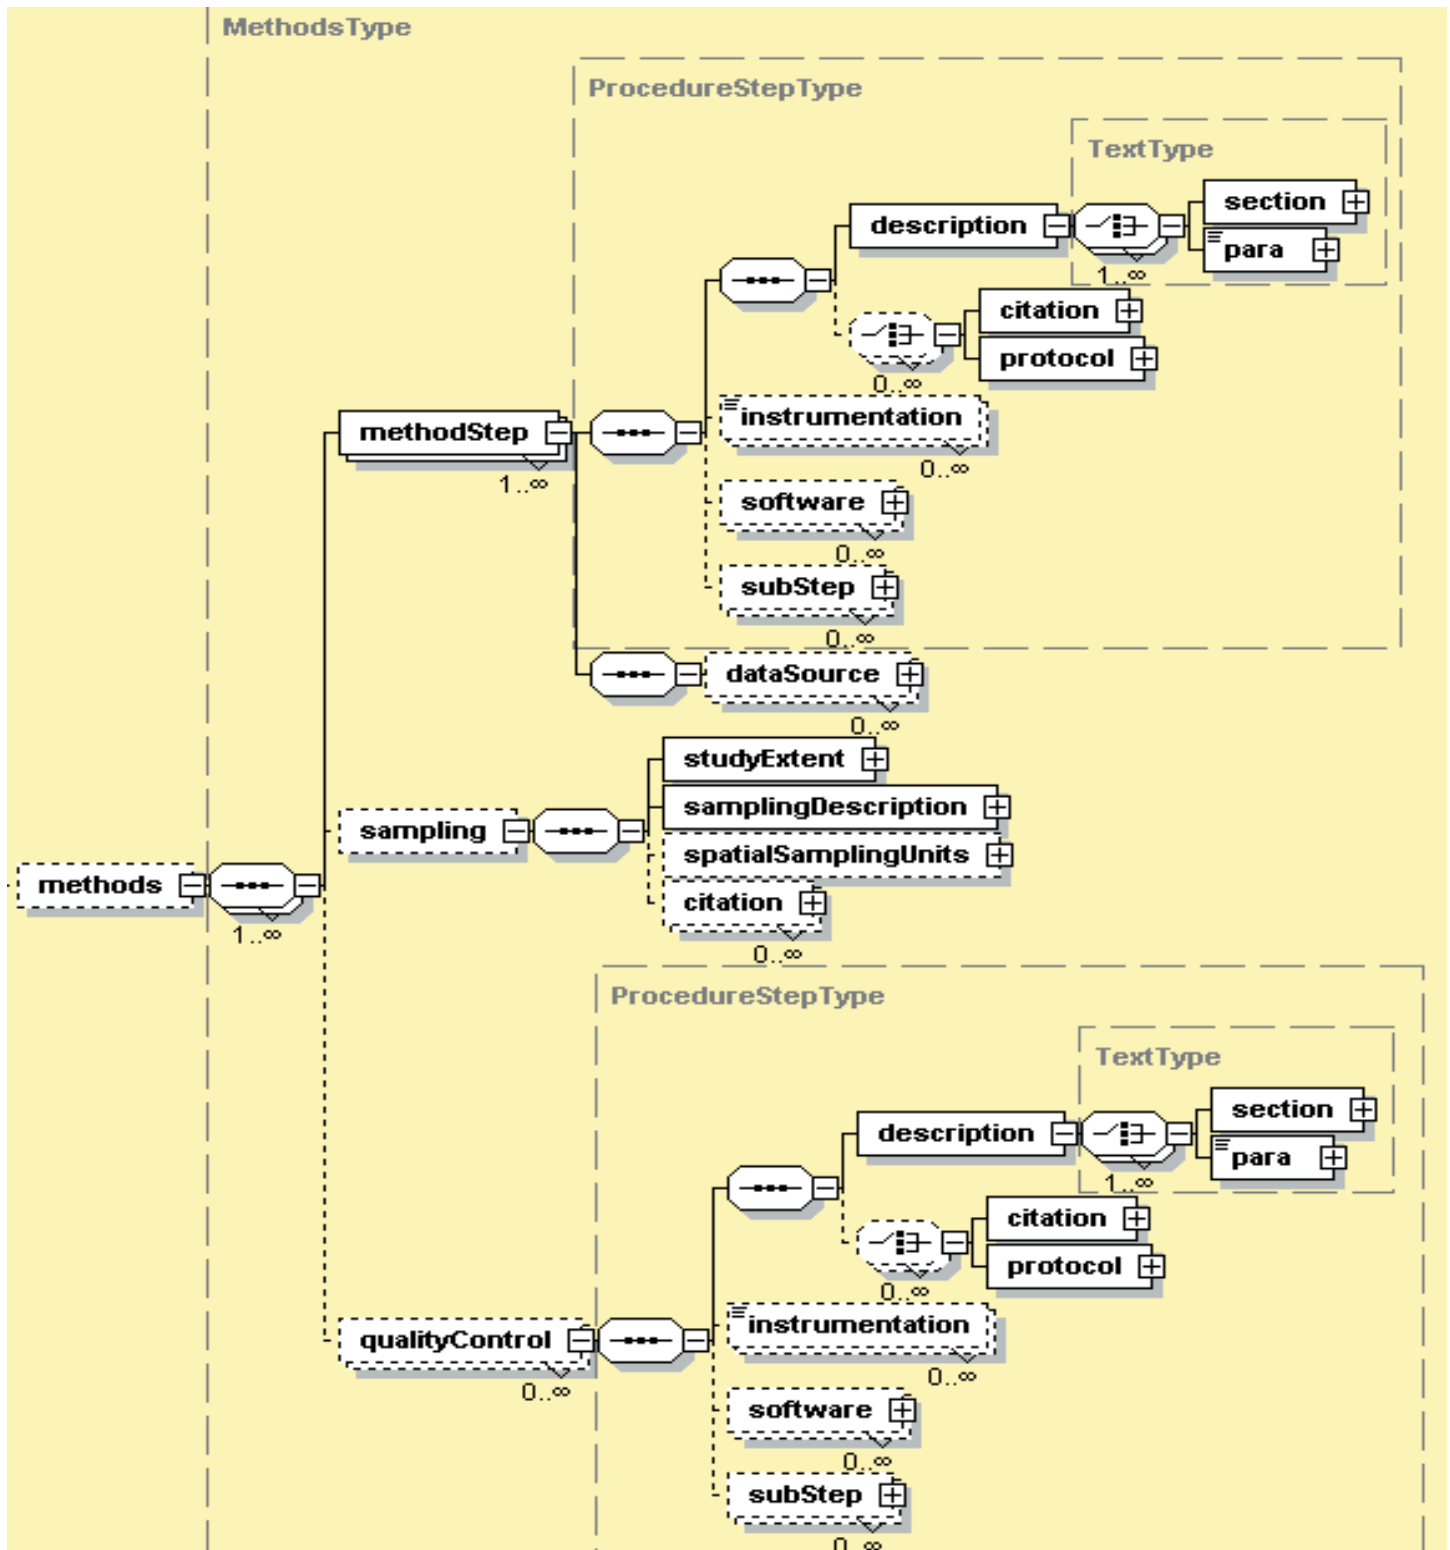 MethodsType
ProcedureStepType
TextType
section
description
para
1..∞
citation
protocol
0..∞
instrumentation
0..∞
methodStep
1..∞
software
0..∞
subStep
0..∞
dataSource
0..∞
studyExtent
samplingDescription
sampling
spatialSamplingUnits
methods
citation
1..∞
0..∞
ProcedureStepType
TextType
section
description
para
1..∞
citation
protocol
0..∞
instrumentation
qualityControl
0..∞
0..∞
software
0..∞
subStep
0..∞